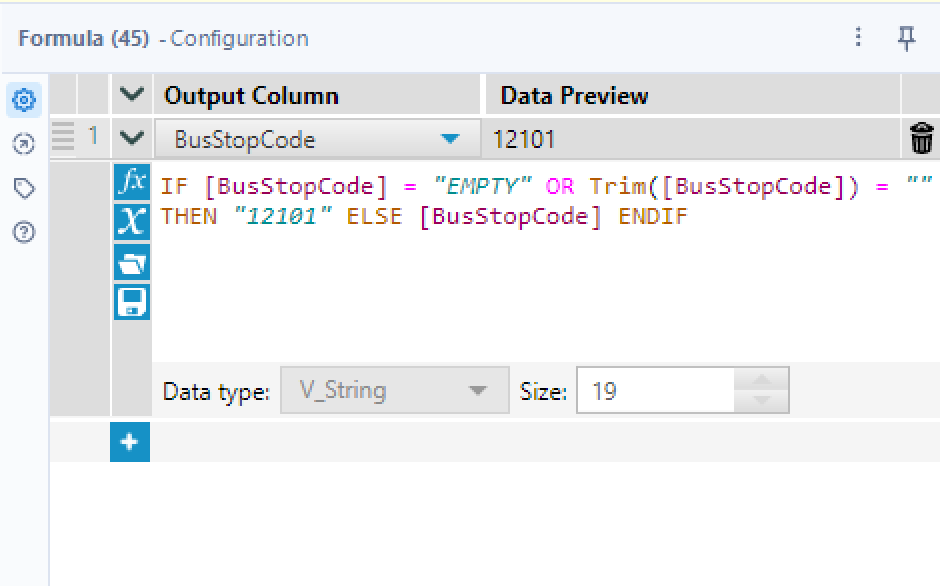 Formula (45) - Configuration
Output Column Data Preview
1 BusStopCode 12101
fx IF [BusStopCode] = "EMPTY" OR Trim([BusStopCode]) = ""
X THEN "12101" ELSE [BusStopCode] ENDIF
Data type: V_String Size: 19